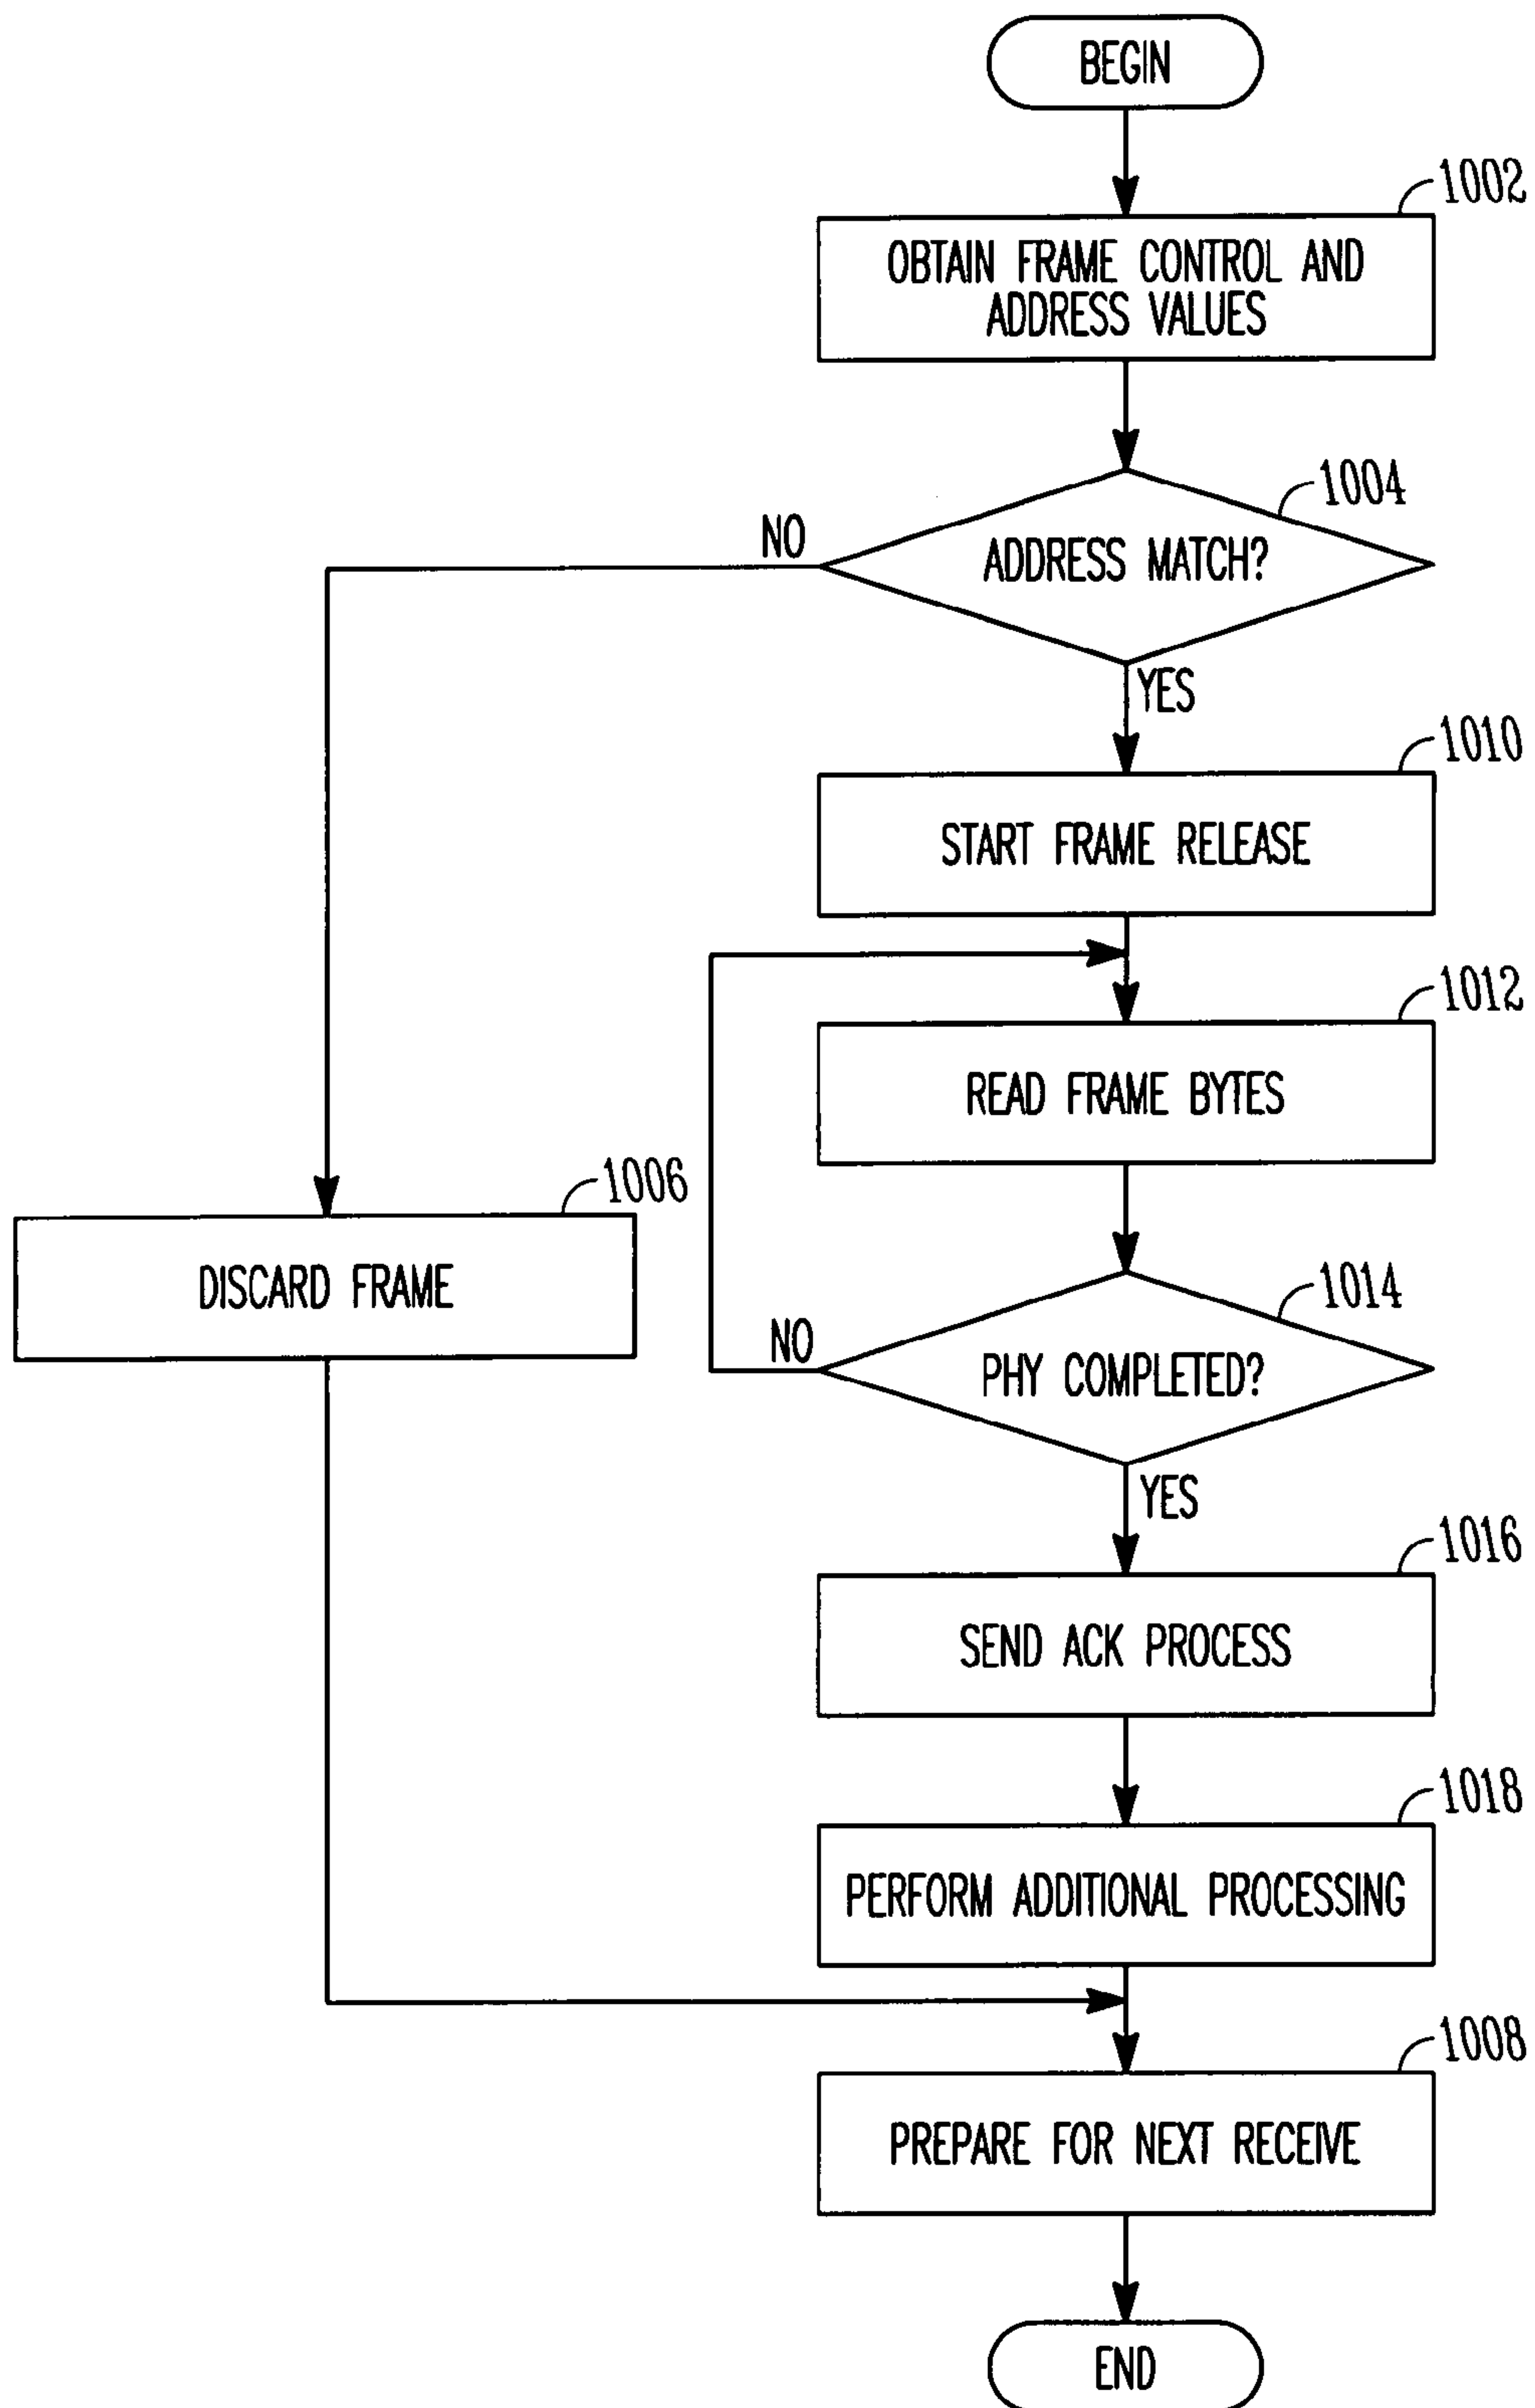 BEGIN
1002
OBTAIN FRAME CONTROL AND
ADDRESS VALUES
1004
NO
ADDRESS MATCH?
YES
1010
START FRAME RELEASE
1012
READ FRAME BYTES
1006
DISCARD FRAME
1014
NO
PHY COMPLETED?
YES
1016
SEND ACK PROCESS
1018
PERFORM ADDITIONAL PROCESSING
1008
PREPARE FOR NEXT RECEIVE
END